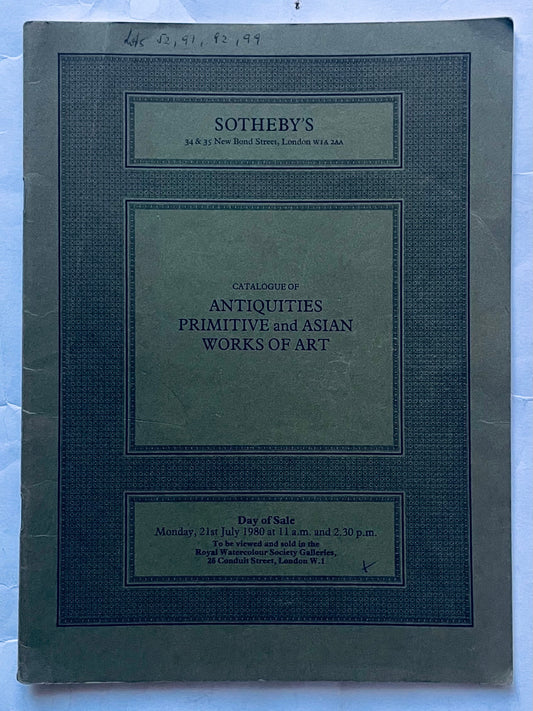 Lots 52, 91, 92, 99
SOTHEBY'S
34 & 35 New Bond Street, London W1A 2AA
CATALOGUE OF
ANTIQUITIES
PRIMITIVE and ASIAN
WORKS OF ART
Day of Sale
Monday, 21st July 1980 at 11 a.m. and 2.30 p.m.
To be viewed and sold in the
Royal Watercolour Society Galleries,
26 Conduit Street, London W.1